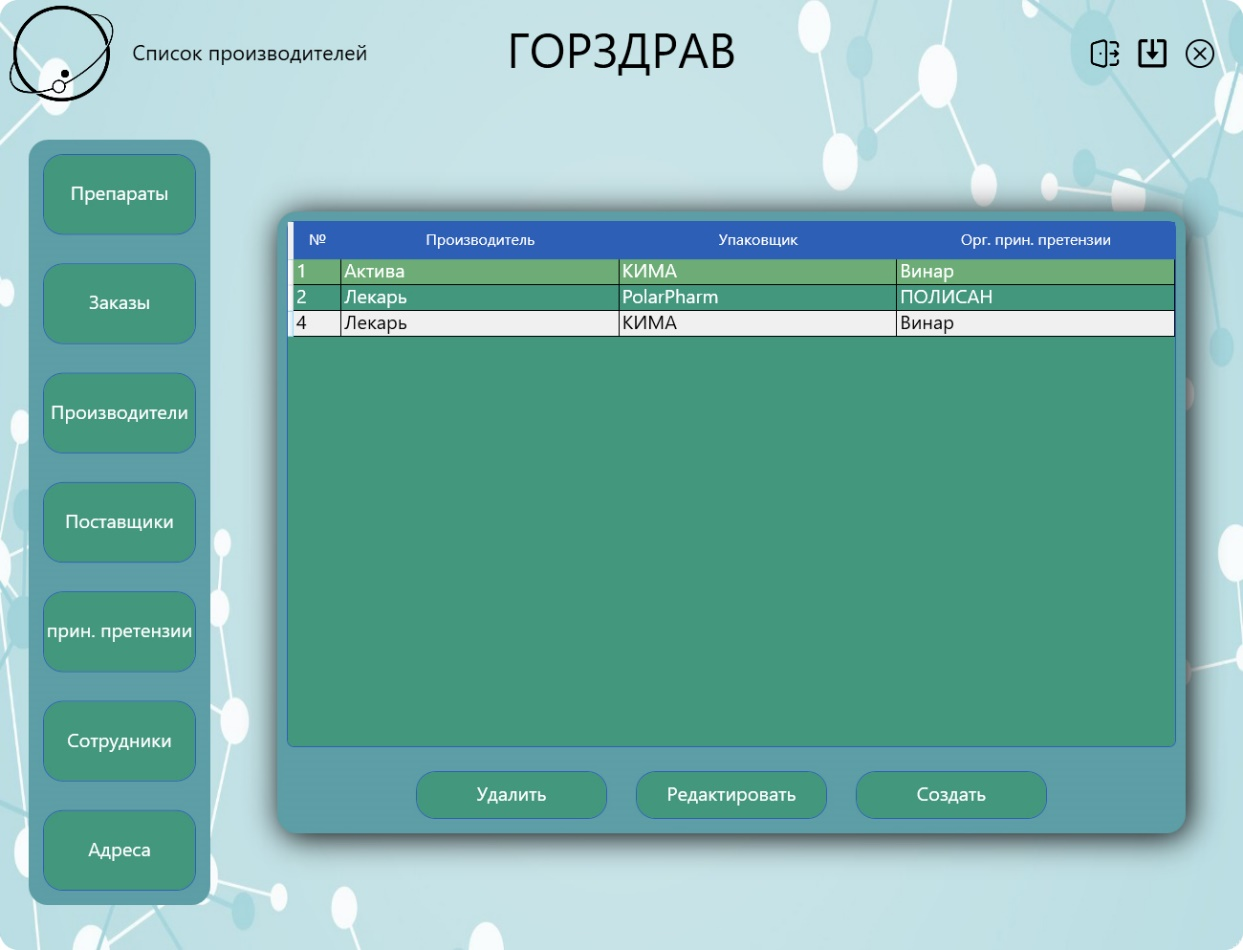 Список производителей
ГОРЗДРАВ
Препараты
Заказы
Производители
Поставщики
прин. претензии
Сотрудники
Адреса
№ Производитель Упаковщик Орг. прин. претензии
1 Актива КИМА Винар
2 Лекарь PolarPharm ПОЛИСАН
4 Лекарь КИМА Винар
Удалить Редактировать Создать